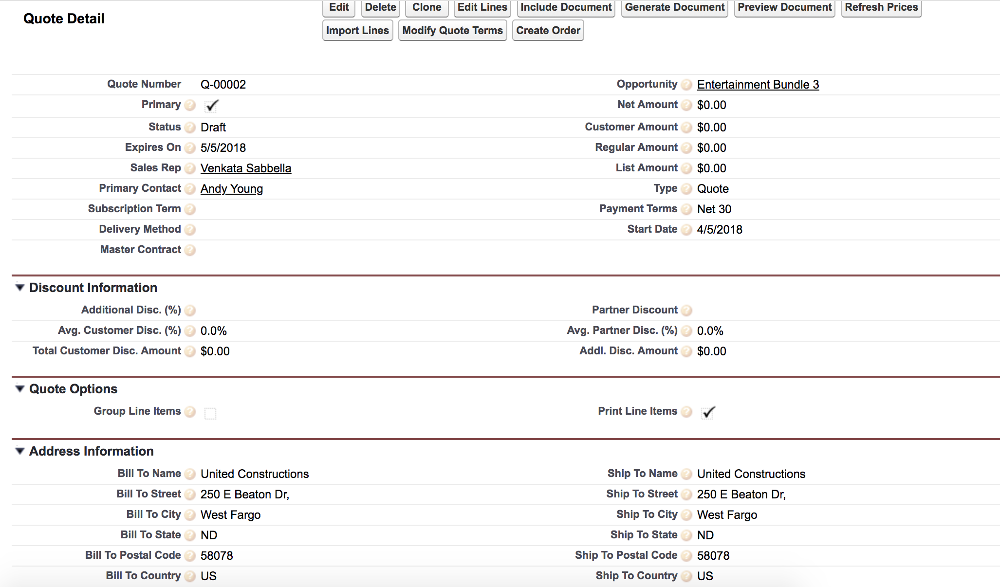 Quote Detail
Edit Delete Clone Edit Lines Include Document Generate Document Preview Document Refresh Prices
Import Lines Modify Quote Terms Create Order
Quote Number Q-00002 Opportunity ? Entertainment Bundle 3
Primary ? Net Amount ? $0.00
Status ? Draft Customer Amount ? $0.00
Expires On ? 5/5/2018 Regular Amount ? $0.00
Sales Rep ? Venkata Sabbella List Amount ? $0.00
Primary Contact ? Andy Young Type ? Quote
Subscription Term ? Payment Terms ? Net 30
Delivery Method ? Start Date ? 4/5/2018
Master Contract ?
Discount Information
Additional Disc. (%) ? Partner Discount ?
Avg. Customer Disc. (%) ? 0.0% Avg. Partner Disc. (%) ? 0.0%
Total Customer Disc. Amount ? $0.00 Addl. Disc. Amount ? $0.00
Quote Options
Group Line Items ? Print Line Items ?
Address Information
Bill To Name ? United Constructions Ship To Name ? United Constructions
Bill To Street ? 250 E Beaton Dr, Ship To Street ? 250 E Beaton Dr,
Bill To City ? West Fargo Ship To City ? West Fargo
Bill To State ? ND Ship To State ? ND
Bill To Postal Code ? 58078 Ship To Postal Code ? 58078
Bill To Country ? US Ship To Country ? US